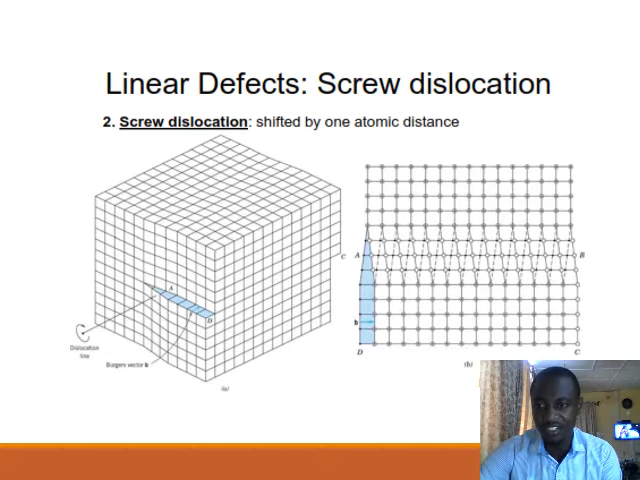 Linear Defects: Screw dislocation
2. Screw dislocation: shifted by one atomic distance
A
D
C
Dislocation
line
Burgers vector b
(a)
A
B
b
D
C
(b)